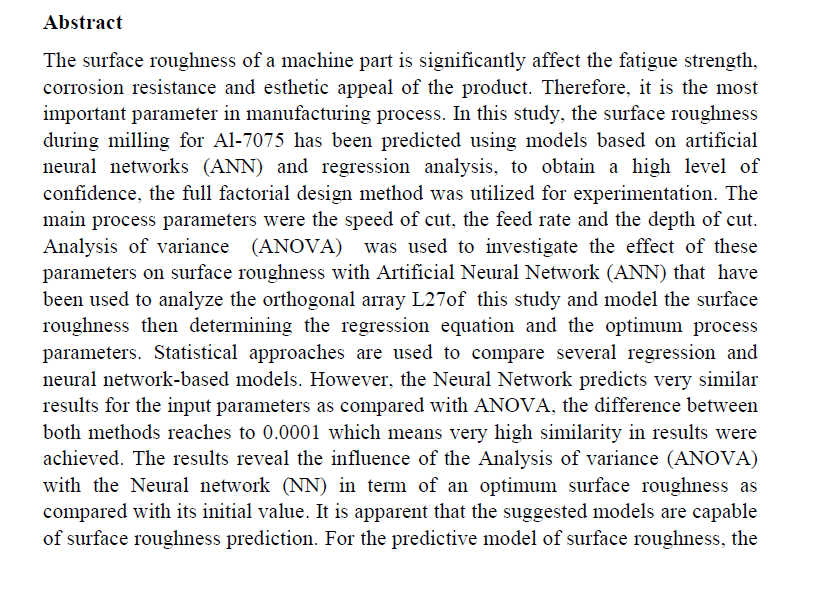 Abstract
The surface roughness of a machine part is significantly affect the fatigue strength,
corrosion resistance and esthetic appeal of the product. Therefore, it is the most
important parameter in manufacturing process. In this study, the surface roughness
during milling for Al-7075 has been predicted using models based on artificial
neural networks (ANN) and regression analysis, to obtain a high level of
confidence, the full factorial design method was utilized for experimentation. The
main process parameters were the speed of cut, the feed rate and the depth of cut.
Analysis of variance (ANOVA) was used to investigate the effect of these
parameters on surface roughness with Artificial Neural Network (ANN) that have
been used to analyze the orthogonal array L27of this study and model the surface
roughness then determining the regression equation and the optimum process
parameters. Statistical approaches are used to compare several regression and
neural network-based models. However, the Neural Network predicts very similar
results for the input parameters as compared with ANOVA, the difference between
both methods reaches to 0.0001 which means very high similarity in results were
achieved. The results reveal the influence of the Analysis of variance (ANOVA)
with the Neural network (NN) in term of an optimum surface roughness as
compared with its initial value. It is apparent that the suggested models are capable
of surface roughness prediction. For the predictive model of surface roughness, the